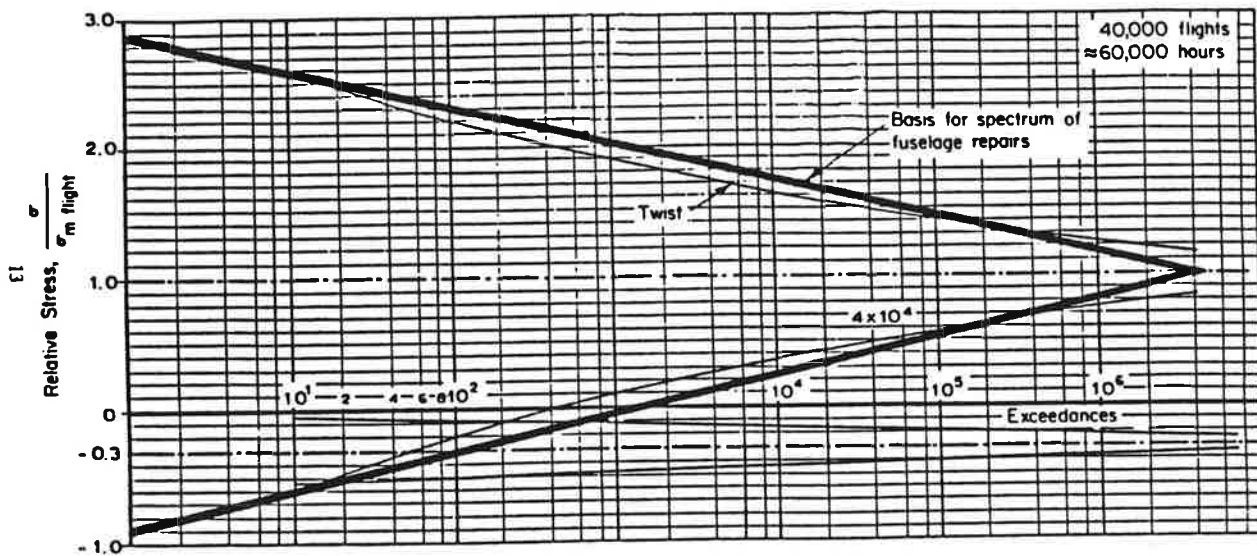 3.0
40,000 flights
≈60,000 hours
Basis for spectrum of
fuselage repairs
2.0
Twist
Relative Stress, σ / σ m flight
13
1.0
4 x 10⁴
10¹ 2 4-6-8 10² 10⁴ 10⁵ 10⁶
0
Exceedances
-0.3
-1.0